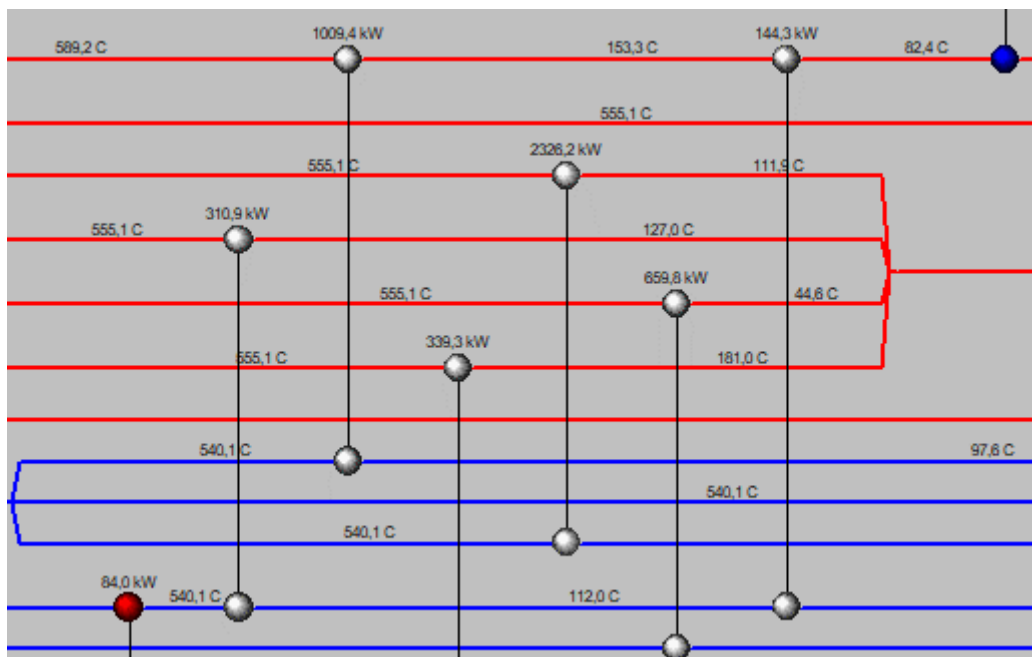 1009,4 kW
144,3 kW
589,2 C
153,3 C
82,4 C
555,1 C
2326,2 kW
555,1 C
111,9 C
310,9 kW
555,1 C
127,0 C
659,8 kW
555,1 C
44,6 C
339,3 kW
555,1 C
181,0 C
540,1 C
97,6 C
540,1 C
540,1 C
84,0 kW
540,1 C
112,0 C